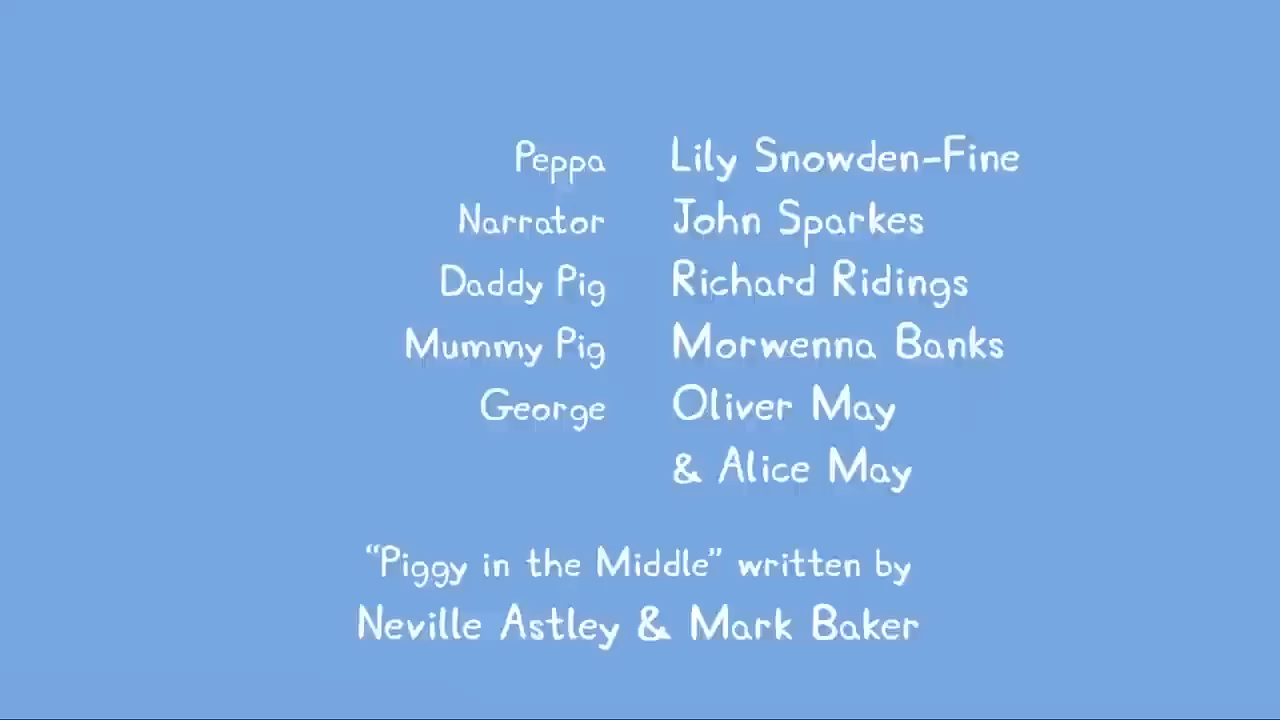 Peppa Lily Snowden-Fine
Narrator John Sparkes
Daddy Pig Richard Ridings
Mummy Pig Morwenna Banks
George Oliver May
& Alice May
“Piggy in the Middle” written by
Neville Astley & Mark Baker